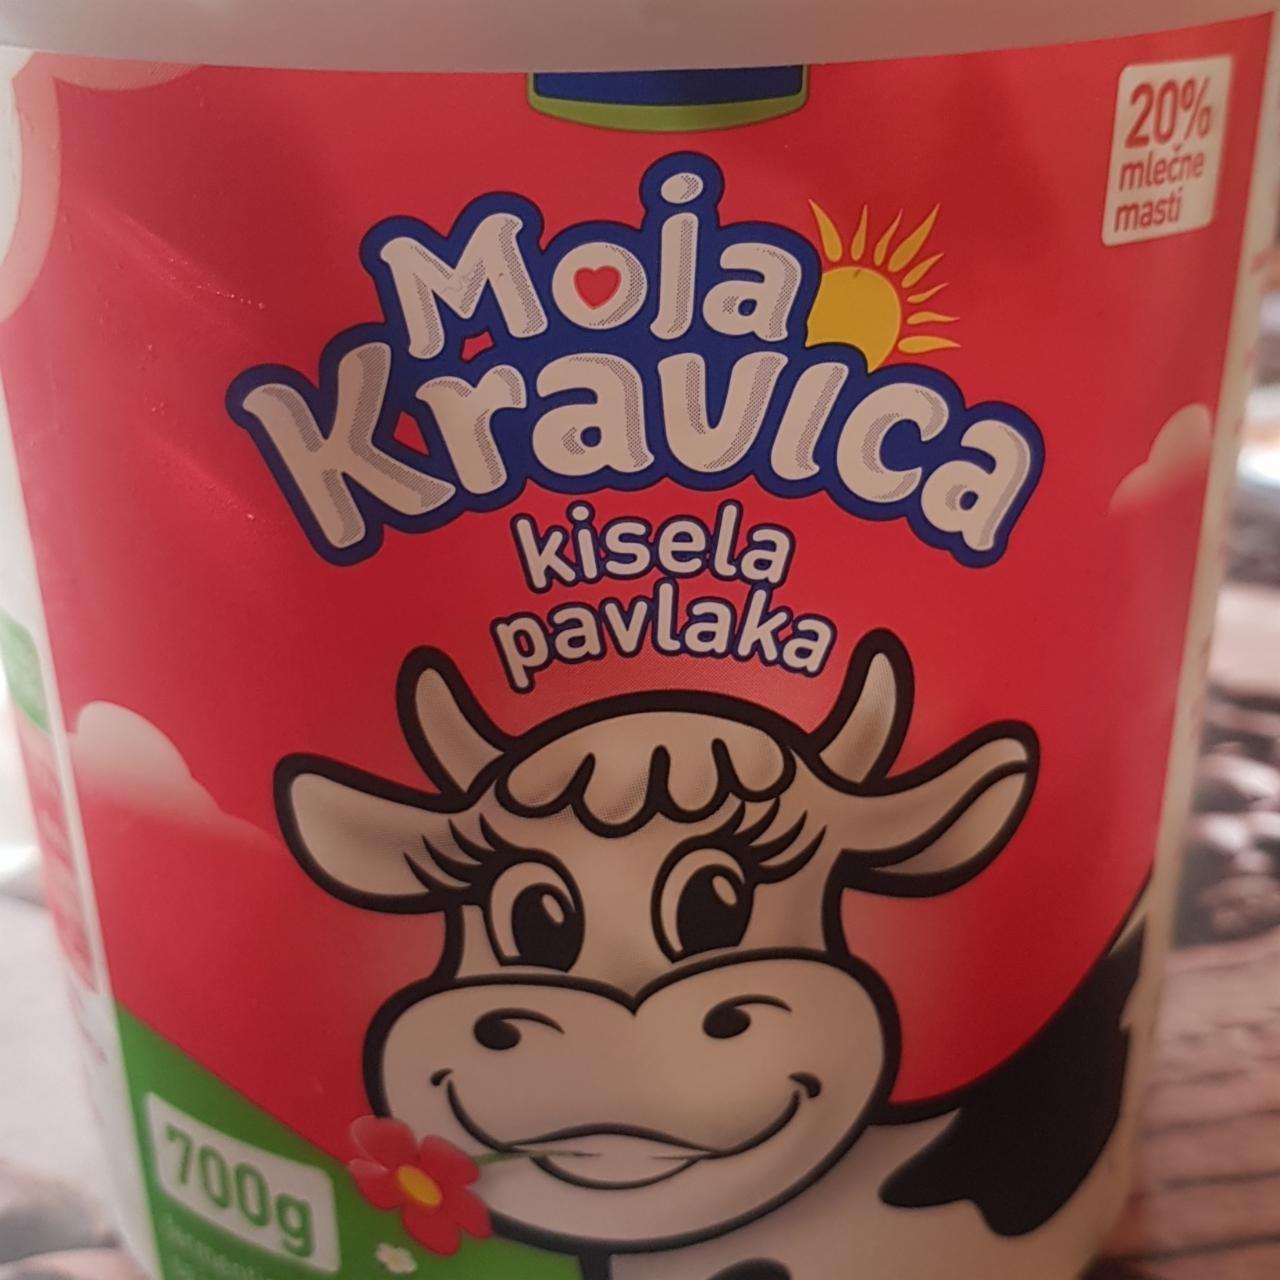 20%
mlečne
masti
Moja
Kravica
kisela
pavlaka
700g